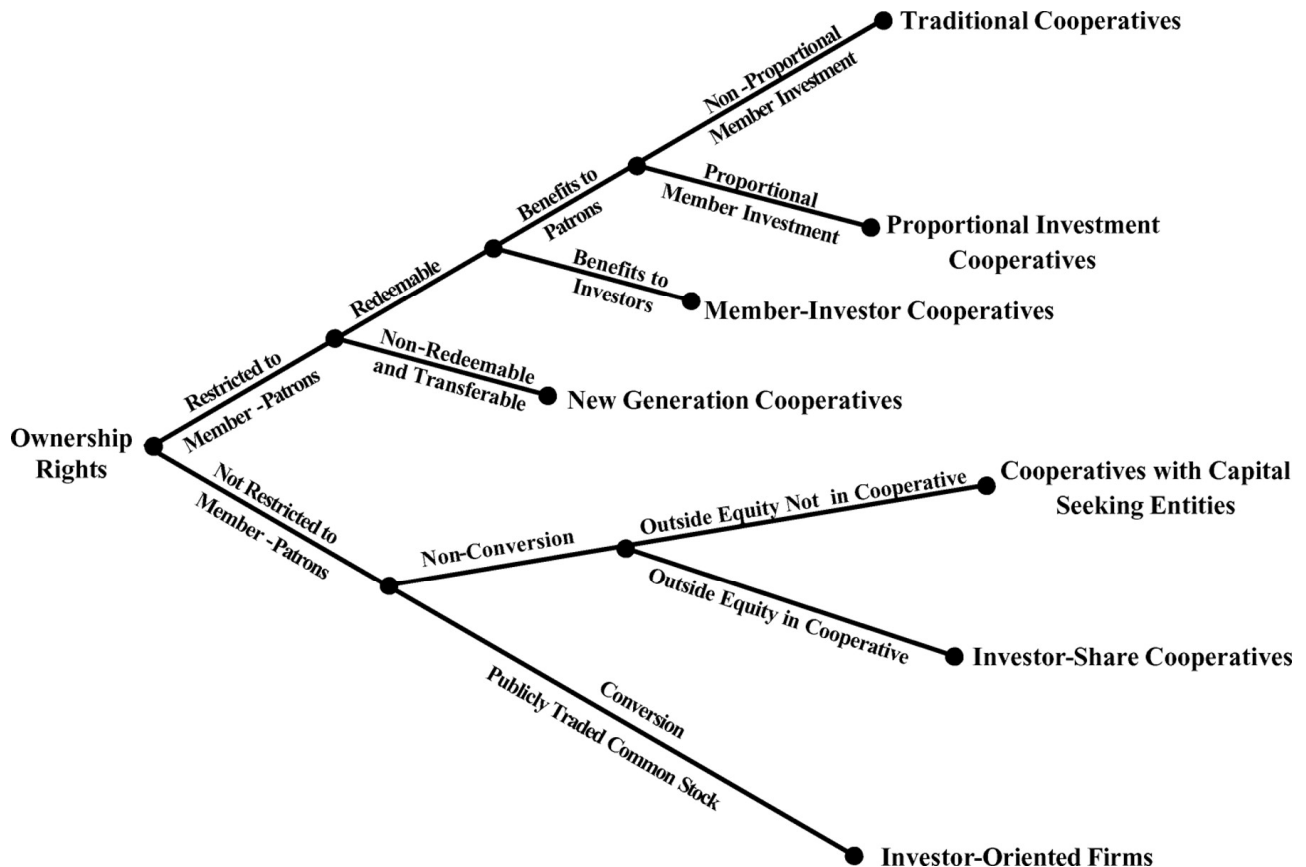 Traditional Cooperatives
Non -Proportional
Member Investment
Proportional
Member Investment
Proportional Investment
Cooperatives
Benefits to
Patrons
Benefits to
Investors
Member-Investor Cooperatives
Redeemable
Non-Redeemable
and Transferable
New Generation Cooperatives
Restricted to
Member -Patrons
Ownership
Rights
Not Restricted to
Member -Patrons
Non-Conversion
Outside Equity Not in Cooperative
Cooperatives with Capital
Seeking Entities
Outside Equity in Cooperative
Investor-Share Cooperatives
Conversion
Publicly Traded Common Stock
Investor-Oriented Firms